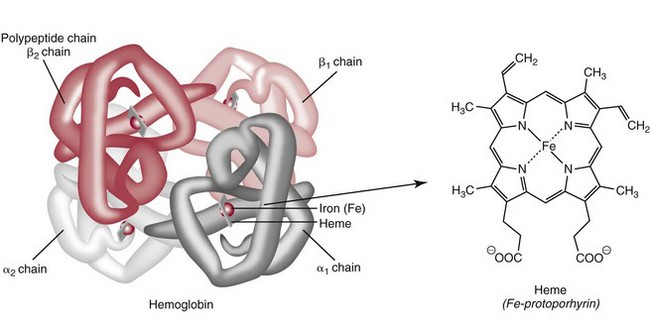 Polypeptide chain
β2 chain
β1 chain
α2 chain
α1 chain
Iron (Fe)
Heme
Hemoglobin
CH2
CH3
H3C
CH2
N
N
Fe
N
N
H3C
CH3
⊖OOC
COO⊖
Heme
(Fe-protoporhyrin)